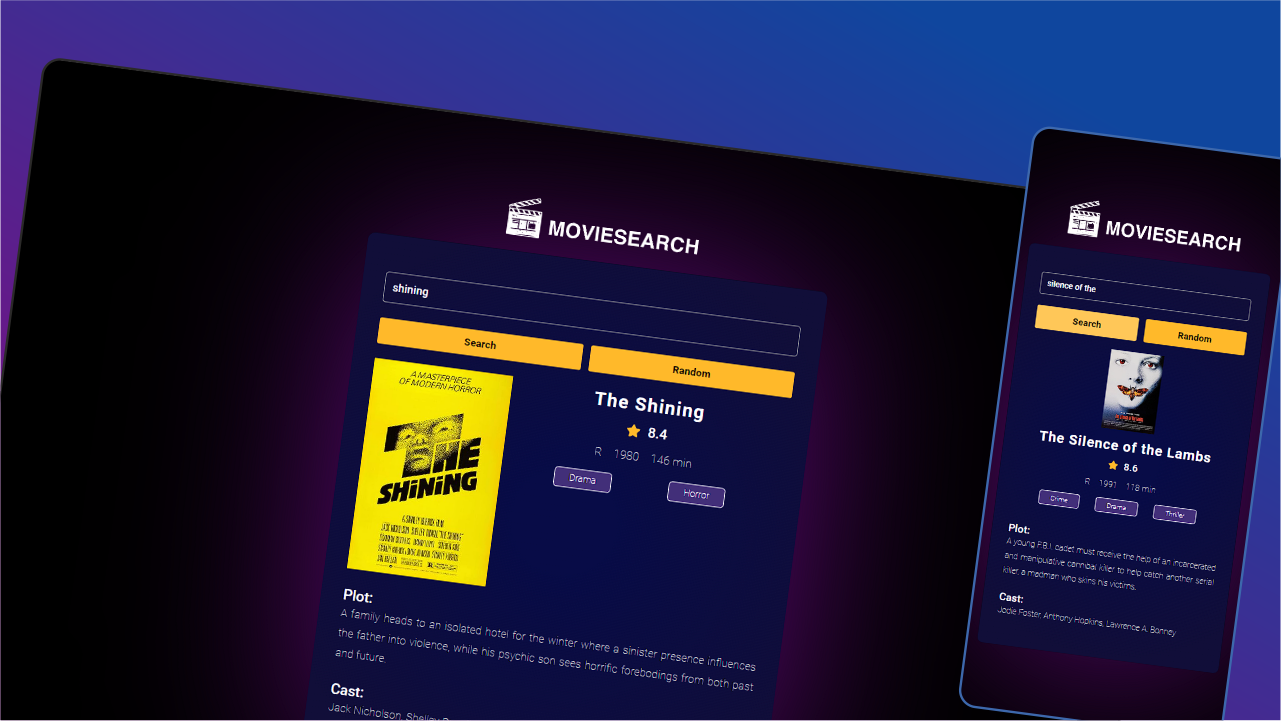 MOVIESEARCH
shining
Search
Random
A MASTERPIECE
OF MODERN HORROR
THE
SHiNiNG
A STANLEY KUBRICK FILM
The Shining
8.4
R 1980 146 min
Drama
Horror
Plot:
A family heads to an isolated hotel for the winter where a sinister presence influences
the father into violence, while his psychic son sees horrific forebodings from both past
and future.
Cast:
Jack Nicholson, Shelley
MOVIESEARCH
silence of the
Search
Random
The Silence of the Lambs
8.6
R 1991 118 min
Crime
Drama
Thriller
Plot:
A young F.B.I. cadet must receive the help of an incarcerated
and manipulative cannibal killer to help catch another serial
killer, a madman who skins his victims.
Cast:
Jodie Foster, Anthony Hopkins, Lawrence A. Bonney